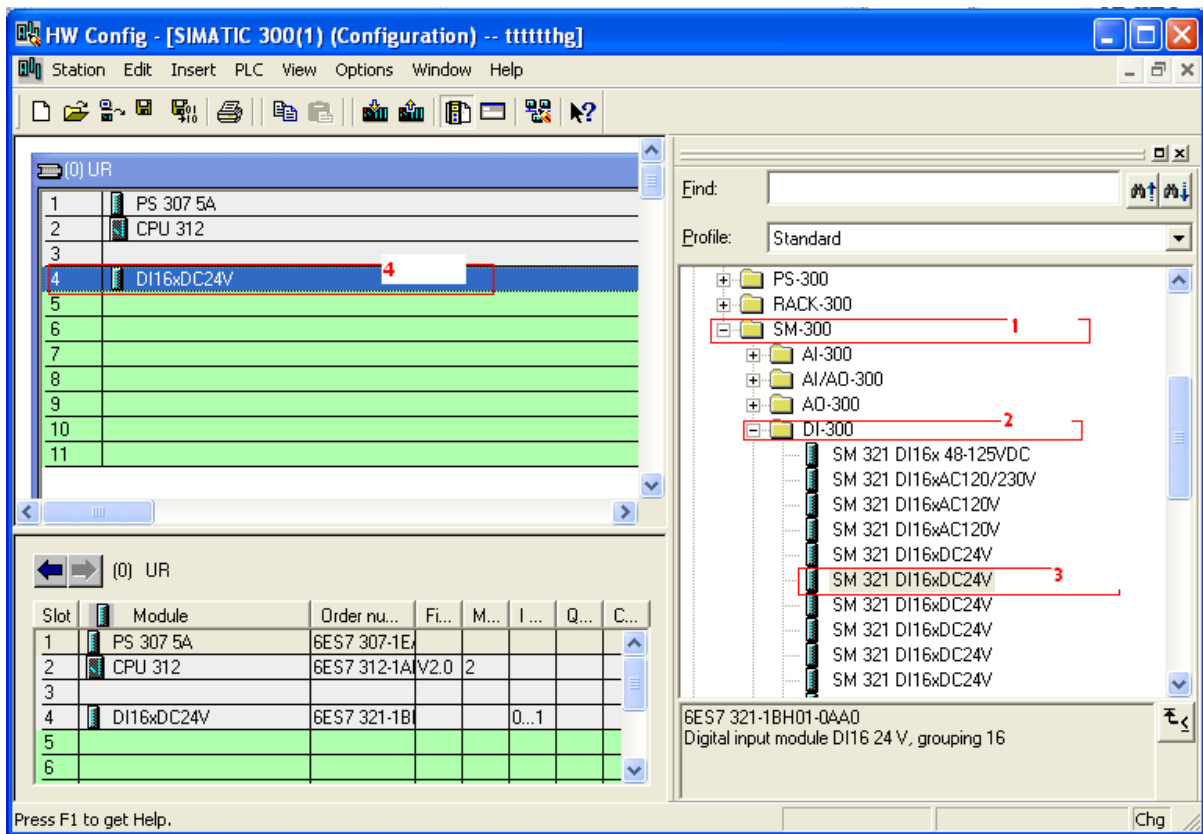 HW Config - [SIMATIC 300(1) (Configuration) -- tttttthg]
Station Edit Insert PLC View Options Window Help
(0) UR
1 PS 307 5A
2 CPU 312
3
4 DI16xDC24V 4
5
6
7
8
9
10
11
Find:
Profile: Standard
PS-300
RACK-300
SM-300 1
AI-300
AI/AO-300
AO-300
DI-300 2
SM 321 DI16x 48-125VDC
SM 321 DI16xAC120/230V
SM 321 DI16xAC120V
SM 321 DI16xAC120V
SM 321 DI16xDC24V
SM 321 DI16xDC24V 3
SM 321 DI16xDC24V
SM 321 DI16xDC24V
SM 321 DI16xDC24V
SM 321 DI16xDC24V
6ES7 321-1BH01-0AA0
Digital input module DI16 24 V, grouping 16
(0) UR
Slot Module Order nu... Fi... M... I ... Q... C...
1 PS 307 5A 6ES7 307-1E
2 CPU 312 6ES7 312-1A V2.0 2
3
4 DI16xDC24V 6ES7 321-1B 0...1
5
6
Press F1 to get Help.
Chg